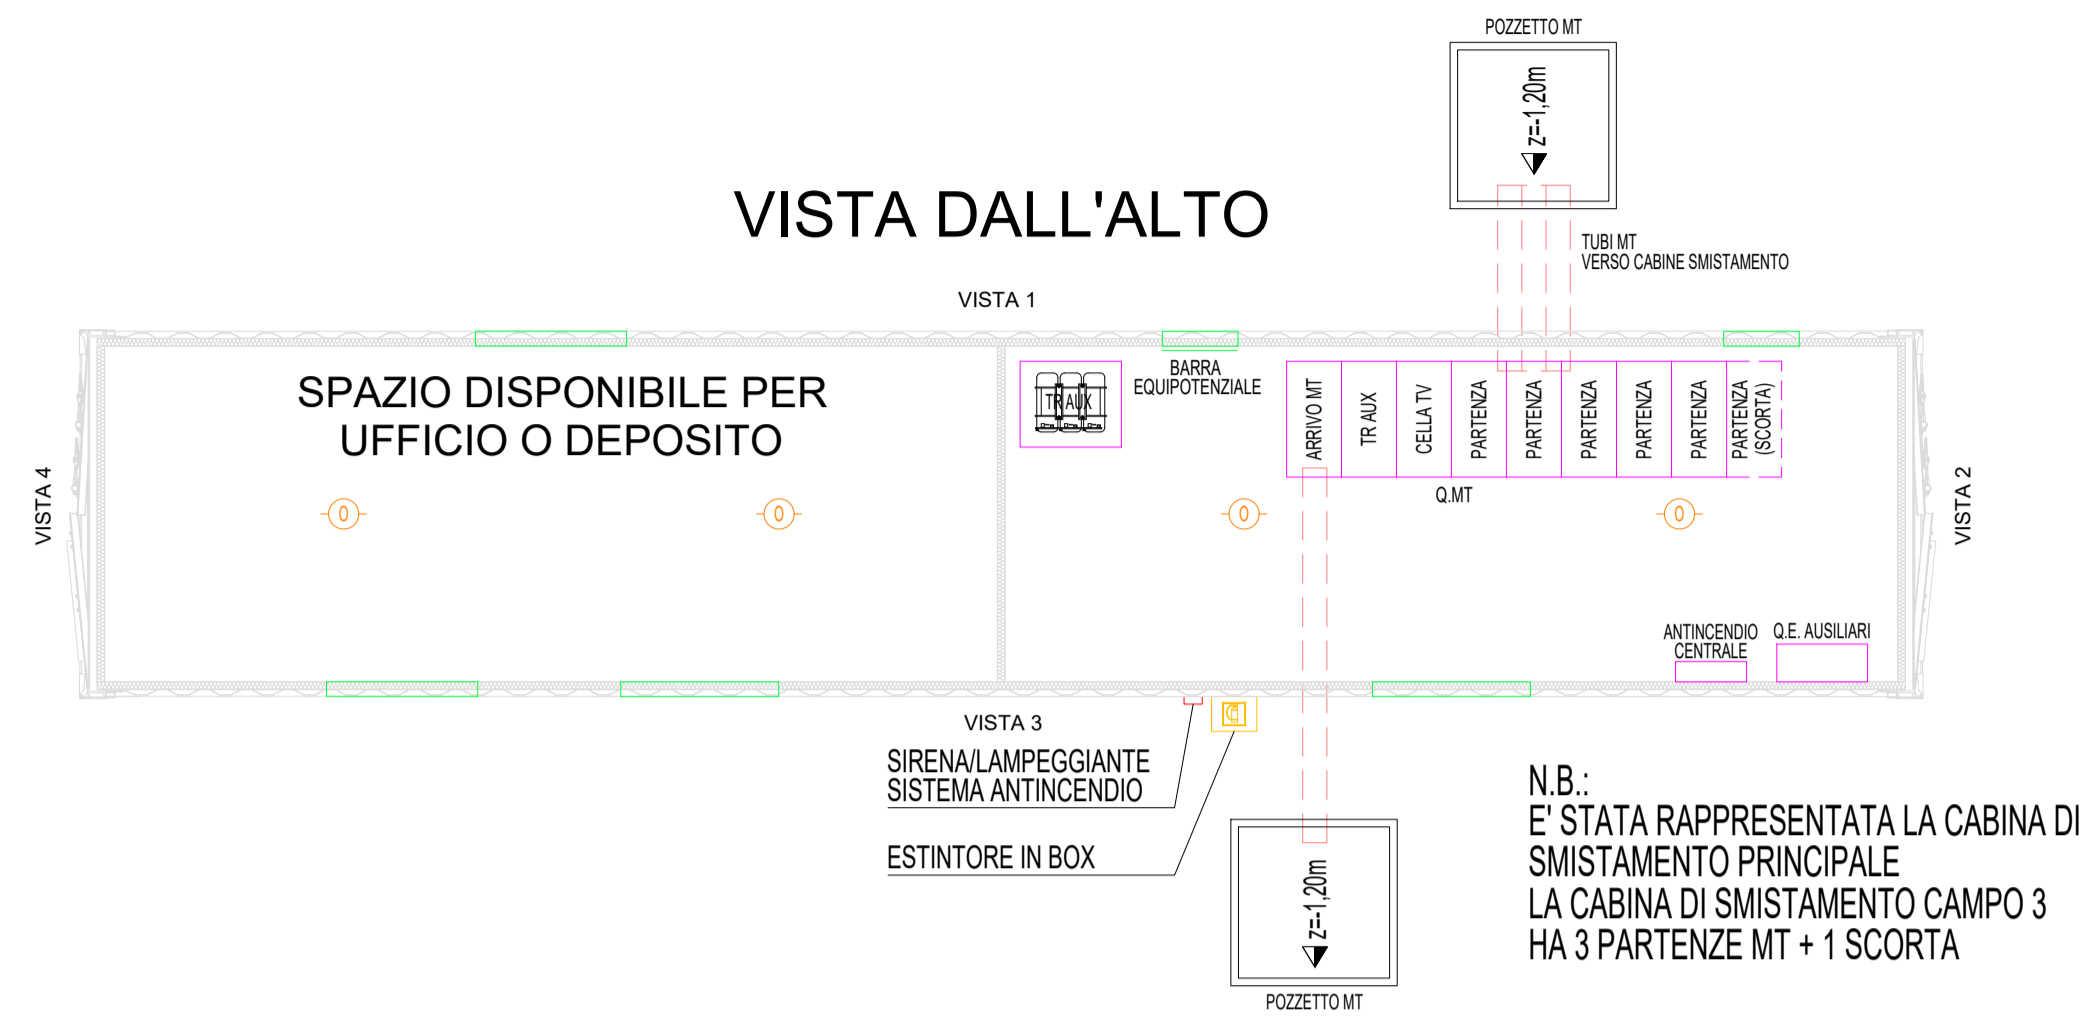 POZZETTO MT
z=-1,20m
VISTA DALL'ALTO
TUBI MT
VERSO CABINE SMISTAMENTO
VISTA 1
SPAZIO DISPONIBILE PER
UFFICIO O DEPOSITO
TR AUX
BARRA
EQUIPOTENZIALE
ARRIVO MT
TR AUX
CELLA TV
PARTENZA
PARTENZA
PARTENZA
PARTENZA
PARTENZA
PARTENZA
(SCORTA)
Q.MT
VISTA 4
VISTA 2
0
0
0
0
ANTINCENDIO
CENTRALE
Q.E. AUSILIARI
VISTA 3
SIRENA/LAMPEGGIANTE
SISTEMA ANTINCENDIO
ESTINTORE IN BOX
z=-1,20m
POZZETTO MT
N.B.:
E' STATA RAPPRESENTATA LA CABINA DI
SMISTAMENTO PRINCIPALE
LA CABINA DI SMISTAMENTO CAMPO 3
HA 3 PARTENZE MT + 1 SCORTA